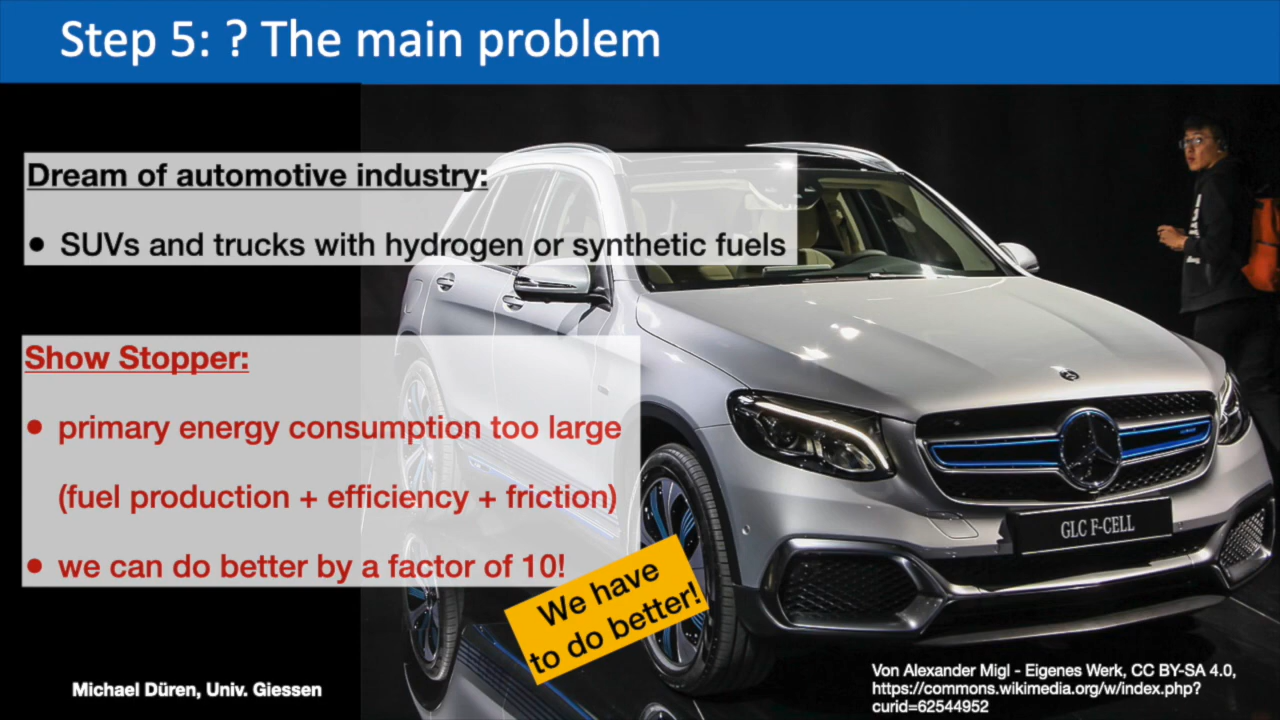 Step 5: ? The main problem
Dream of automotive industry:
• SUVs and trucks with hydrogen or synthetic fuels
Show Stopper:
• primary energy consumption too large
(fuel production + efficiency + friction)
• we can do better by a factor of 10!
We have
to do better!
GLC F-CELL
Michael Düren, Univ. Giessen
Von Alexander Migl - Eigenes Werk, CC BY-SA 4.0,
https://commons.wikimedia.org/w/index.php?
curid=62544952